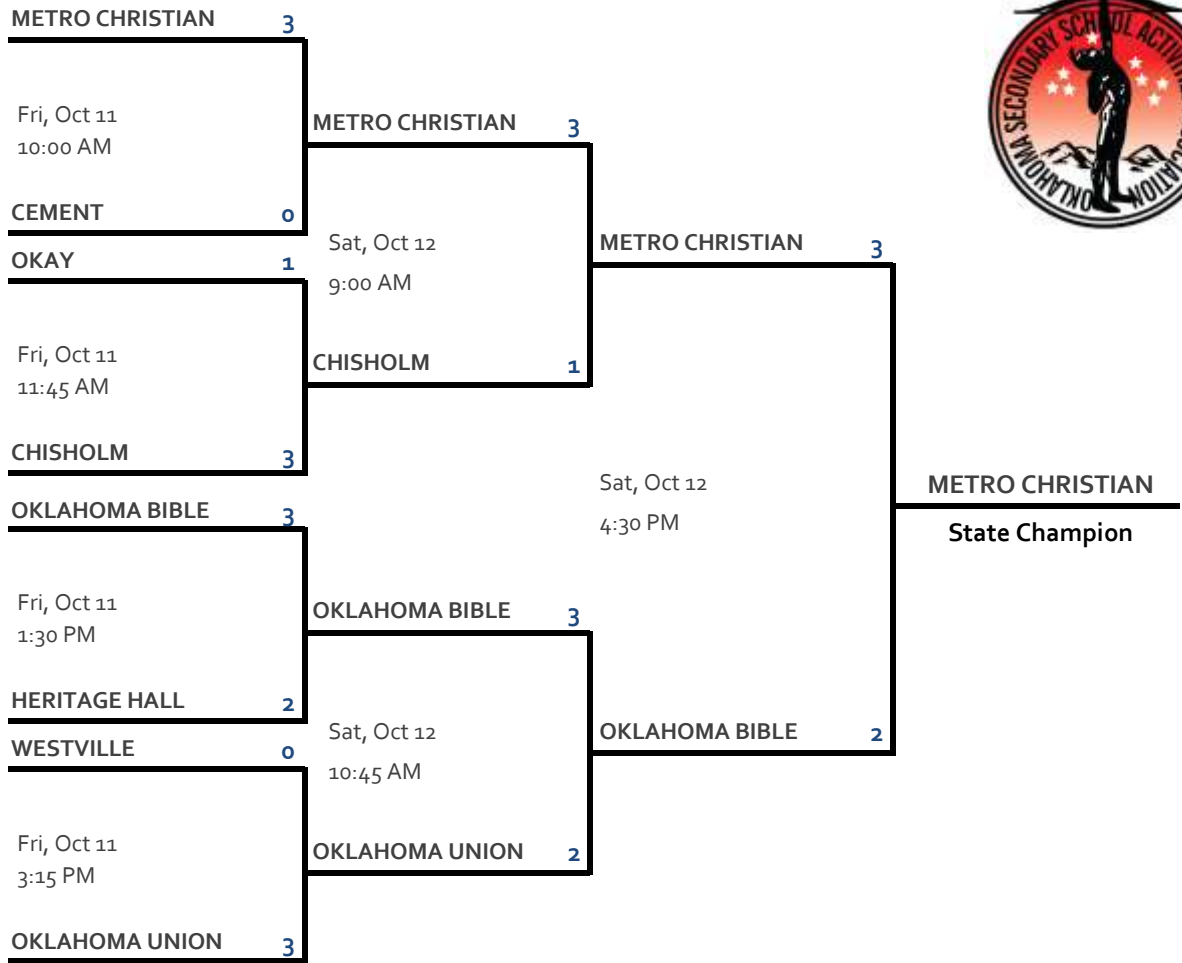 METRO CHRISTIAN 3
Fri, Oct 11
10:00 AM
CEMENT 0
OKAY 1
Fri, Oct 11
11:45 AM
CHISHOLM 3
OKLAHOMA BIBLE 3
Fri, Oct 11
1:30 PM
HERITAGE HALL 2
WESTVILLE 0
Fri, Oct 11
3:15 PM
OKLAHOMA UNION 3
METRO CHRISTIAN 3
Sat, Oct 12
9:00 AM
CHISHOLM 1
OKLAHOMA BIBLE 3
Sat, Oct 12
10:45 AM
OKLAHOMA UNION 2
METRO CHRISTIAN 3
Sat, Oct 12
4:30 PM
OKLAHOMA BIBLE 2
METRO CHRISTIAN
State Champion
OKLAHOMA SECONDARY